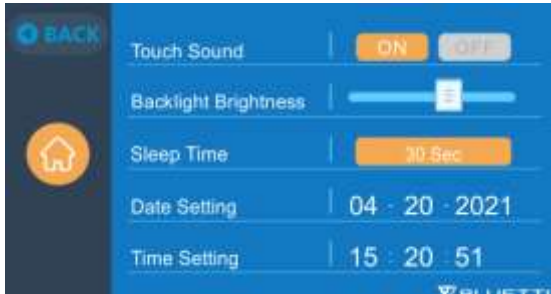 BACK
Touch Sound ON OFF
Backlight Brightness
Sleep Time 30 Sec
Date Setting 04 - 20 - 2021
Time Setting 15 : 20 : 51
BLUETTI